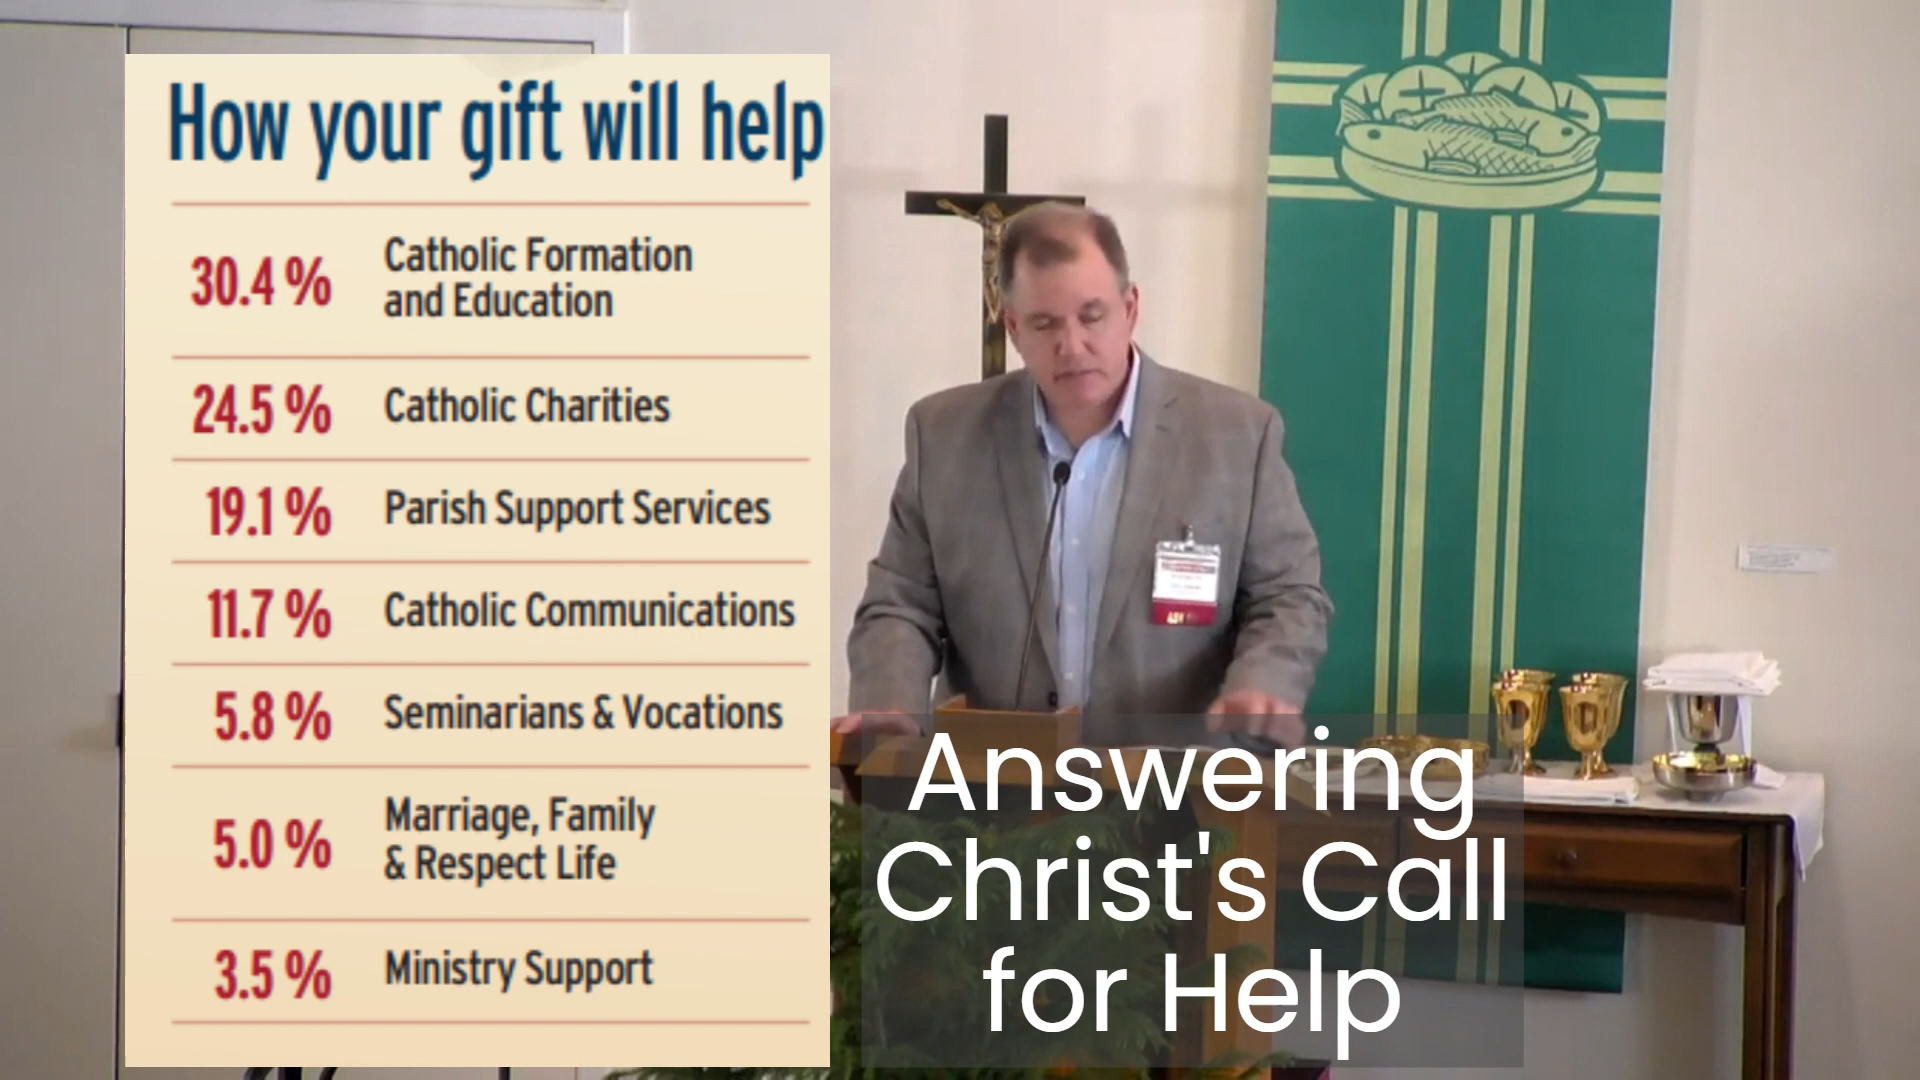 How your gift will help
30.4 %
Catholic Formation
and Education
24.5 %
Catholic Charities
19.1 %
Parish Support Services
11.7 %
Catholic Communications
5.8 %
Seminarians & Vocations
5.0 %
Marriage, Family
& Respect Life
3.5 %
Ministry Support
Answering
Christ's Call
for Help